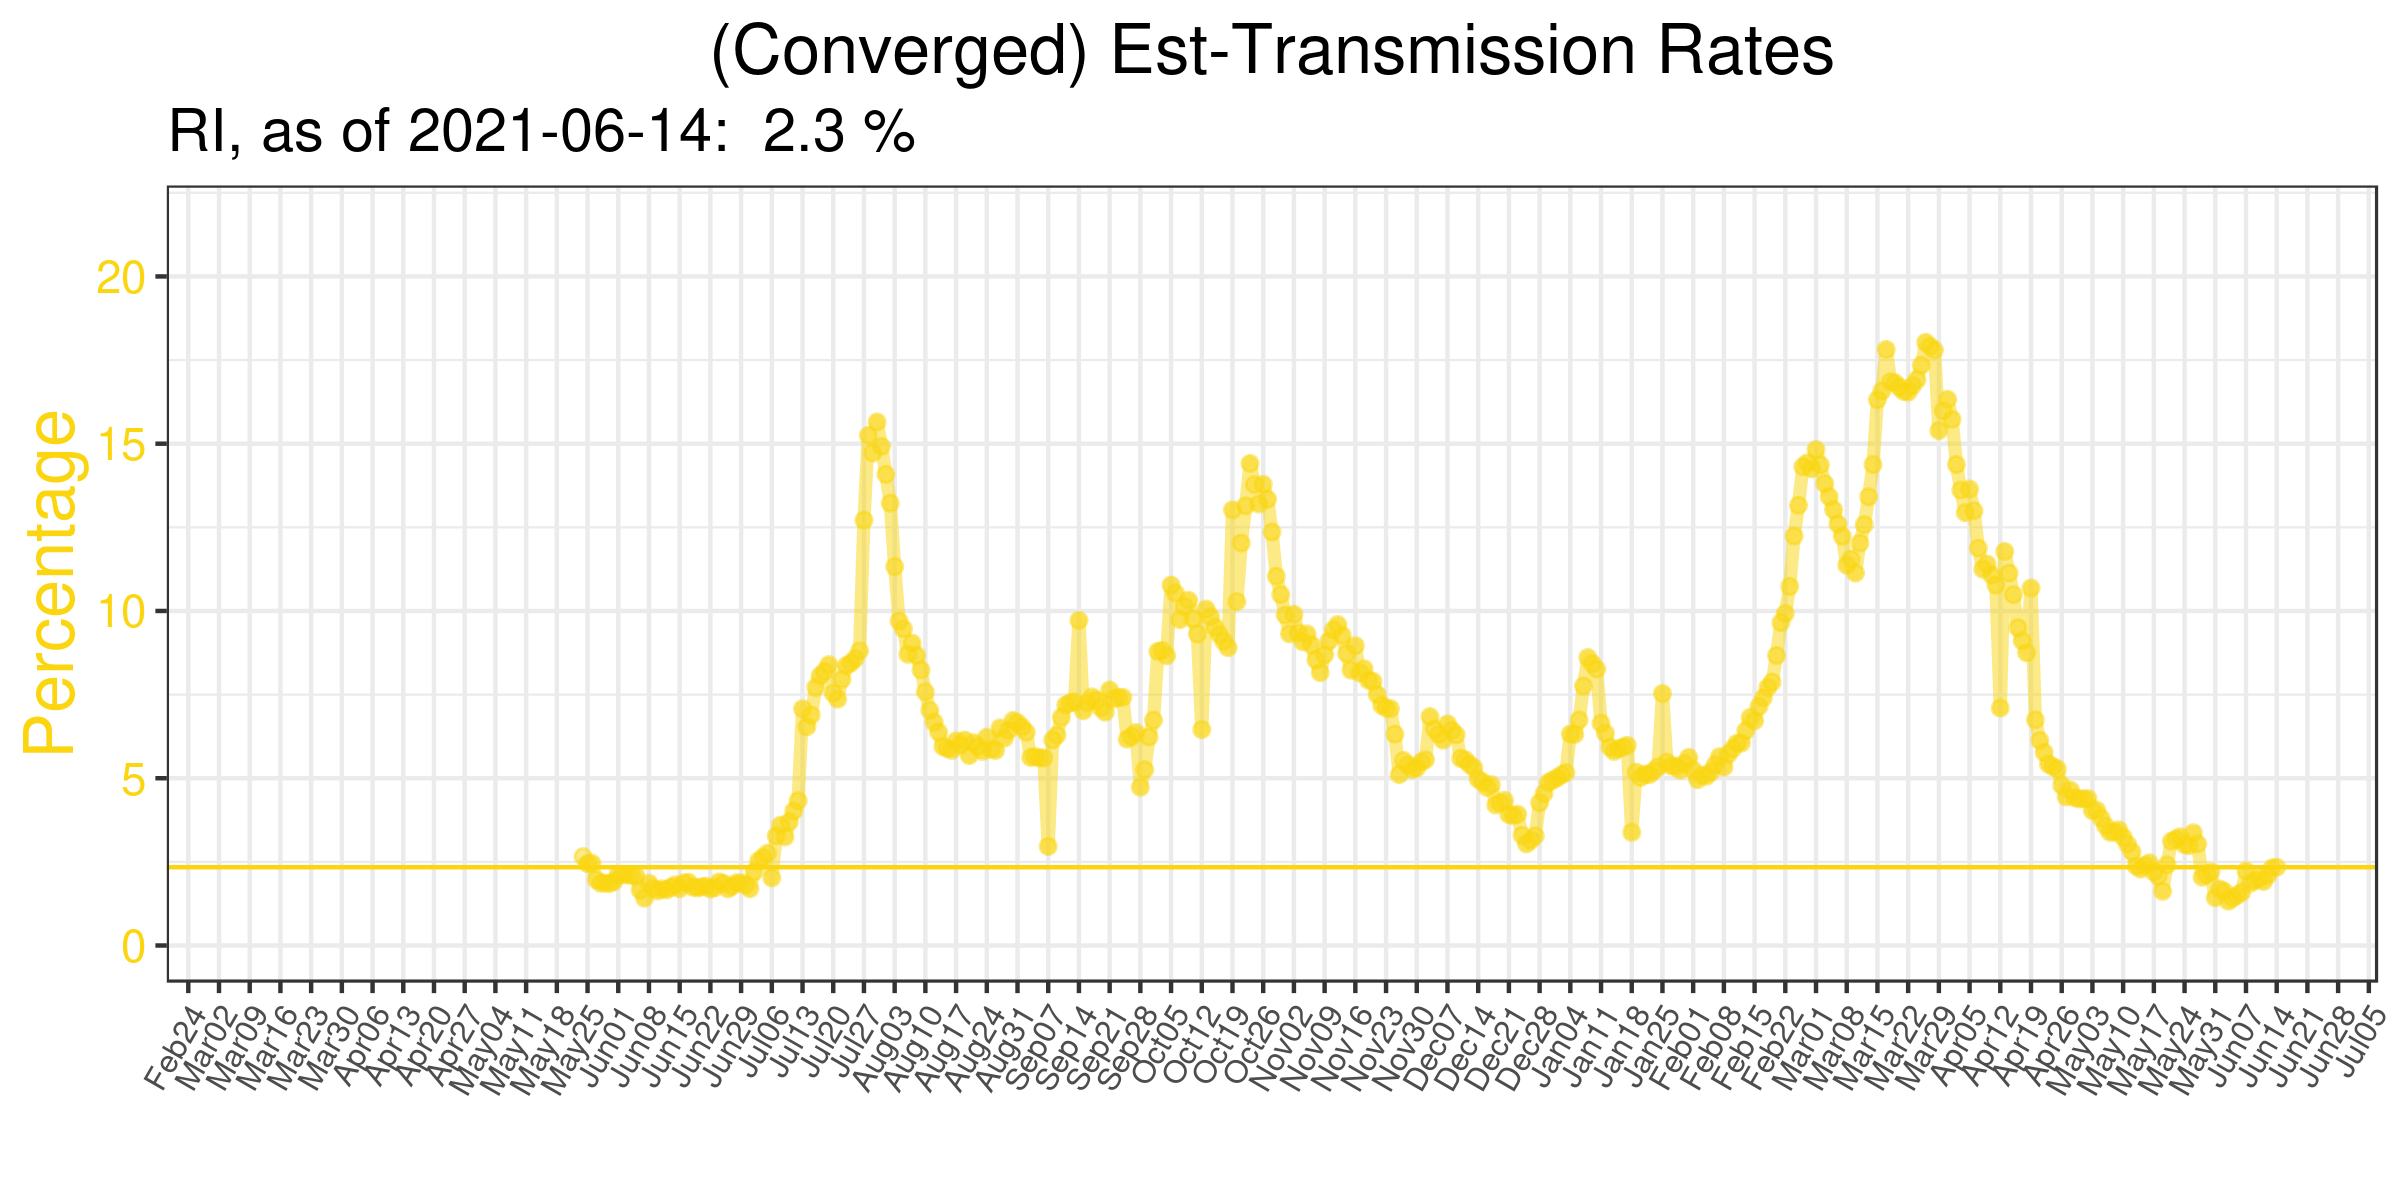 (Converged) Est-Transmission Rates
RI, as of 2021-06-14:  2.3 %
Percentage
20
15
10
5
0
Feb24
Mar02
Mar09
Mar16
Mar23
Mar30
Apr06
Apr13
Apr20
Apr27
May04
May11
May18
May25
Jun01
Jun08
Jun15
Jun22
Jun29
Jul06
Jul13
Jul20
Jul27
Aug03
Aug10
Aug17
Aug24
Aug31
Sep07
Sep14
Sep21
Sep28
Oct05
Oct12
Oct19
Oct26
Nov02
Nov09
Nov16
Nov23
Nov30
Dec07
Dec14
Dec21
Dec28
Jan04
Jan11
Jan18
Jan25
Feb01
Feb08
Feb15
Feb22
Mar01
Mar08
Mar15
Mar22
Mar29
Apr05
Apr12
Apr19
Apr26
May03
May10
May17
May24
May31
Jun07
Jun14
Jun21
Jun28
Jul05